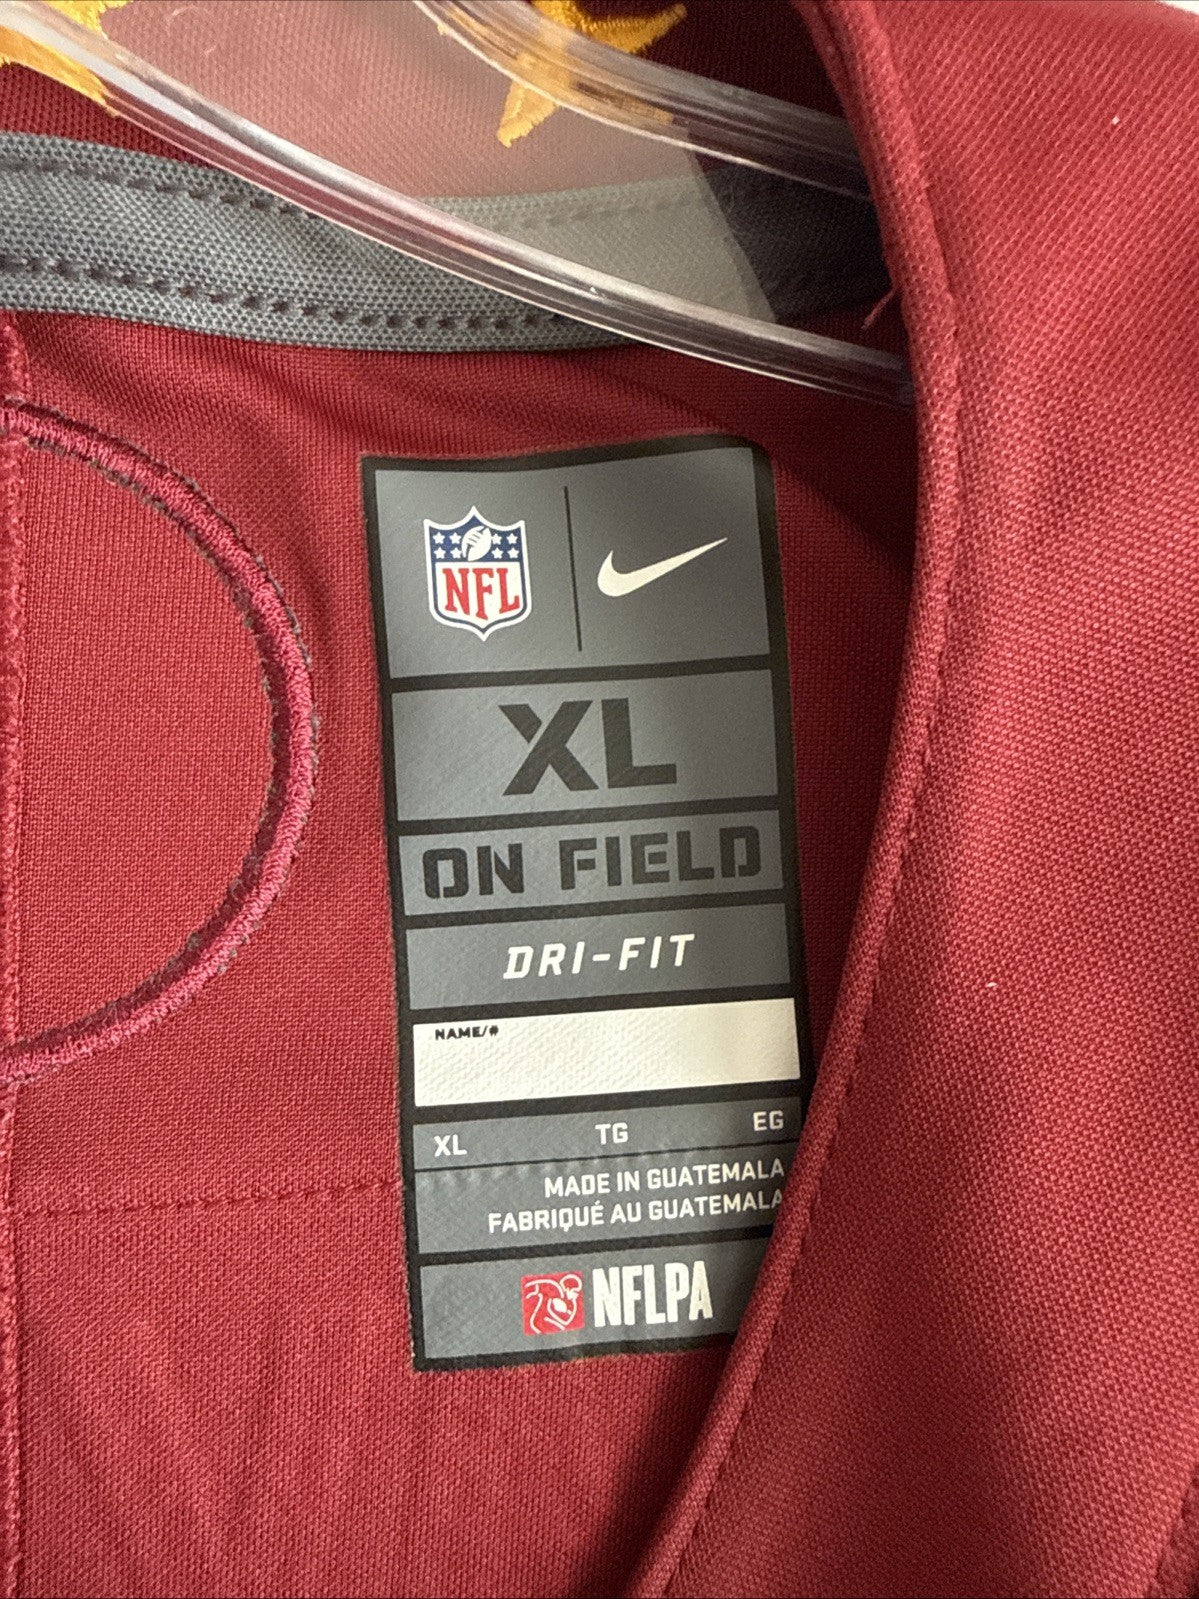 NFL
XL
ON FIELD
DRI-FIT
NAME/#
XL TG EG
MADE IN GUATEMALA
FABRIQUÉ AU GUATEMALA
NFLPA